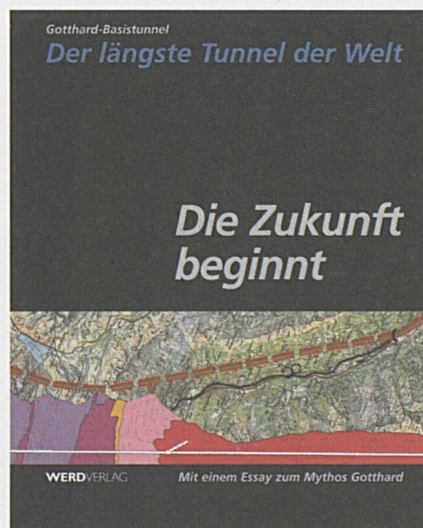 Gotthard-Basistunnel
Der längste Tunnel der Welt
Die Zukunft
beginnt
WERDVERLAG
Mit einem Essay zum Mythos Gotthard